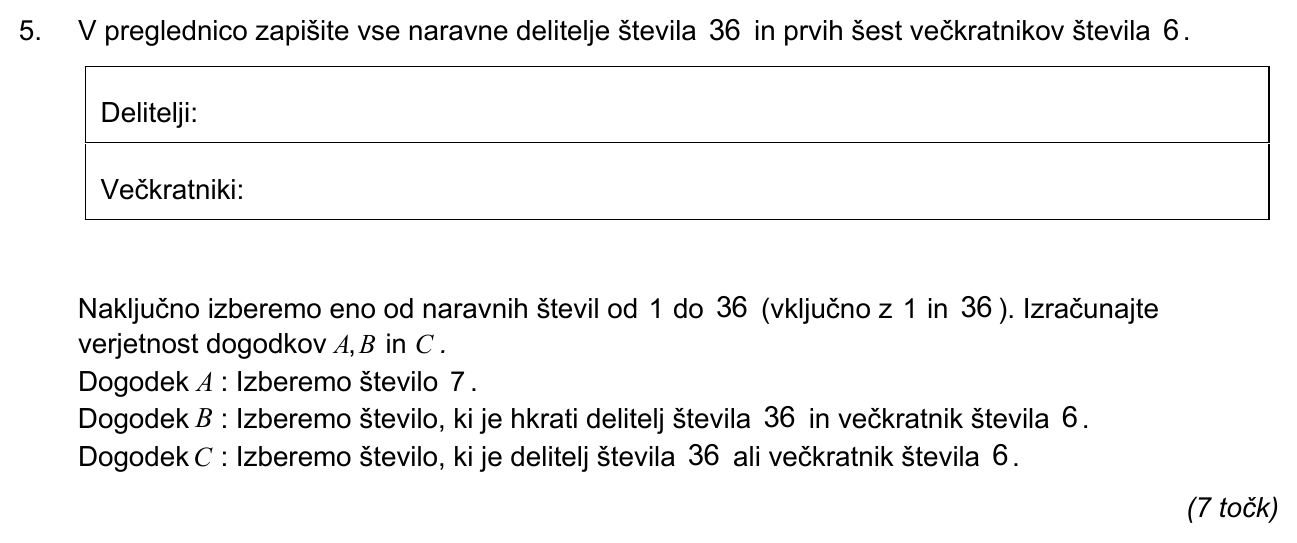 5. V preglednico zapišite vse naravne delitelje števila 36 in prvih šest večkratnikov števila 6.
Delitelji:
Večkratniki:
Naključno izberemo eno od naravnih števil od 1 do 36 (vključno z 1 in 36). Izračunajte
verjetnost dogodkov A, B in C.
Dogodek A : Izberemo število 7.
Dogodek B : Izberemo število, ki je hkrati delitelj števila 36 in večkratnik števila 6.
Dogodek C : Izberemo število, ki je delitelj števila 36 ali večkratnik števila 6.
(7 točk)